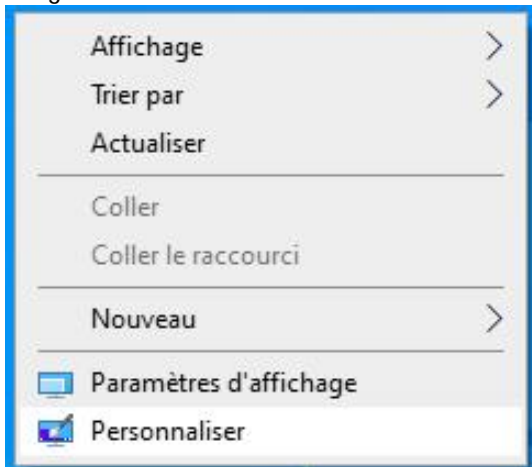 Affichage
Trier par
Actualiser
Coller
Coller le raccourci
Nouveau
Paramètres d'affichage
Personnaliser